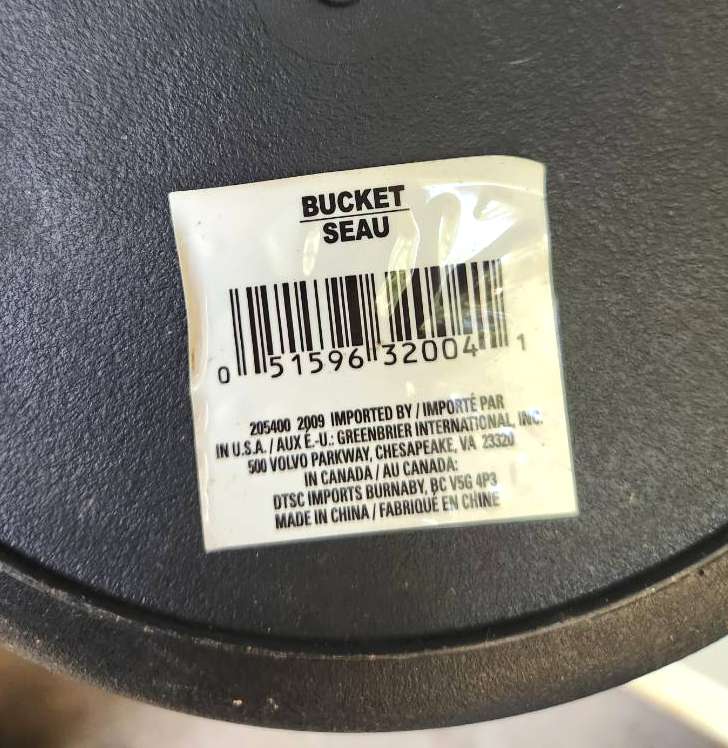 BUCKET
SEAU
0 51596 32004 1
205400 2009 IMPORTED BY / IMPORTÉ PAR
IN U.S.A. / AUX É.-U.: GREENBRIER INTERNATIONAL, INC.
500 VOLVO PARKWAY, CHESAPEAKE, VA 23320
IN CANADA / AU CANADA:
DTSC IMPORTS BURNABY, BC V5G 4P3
MADE IN CHINA / FABRIQUÉ EN CHINE